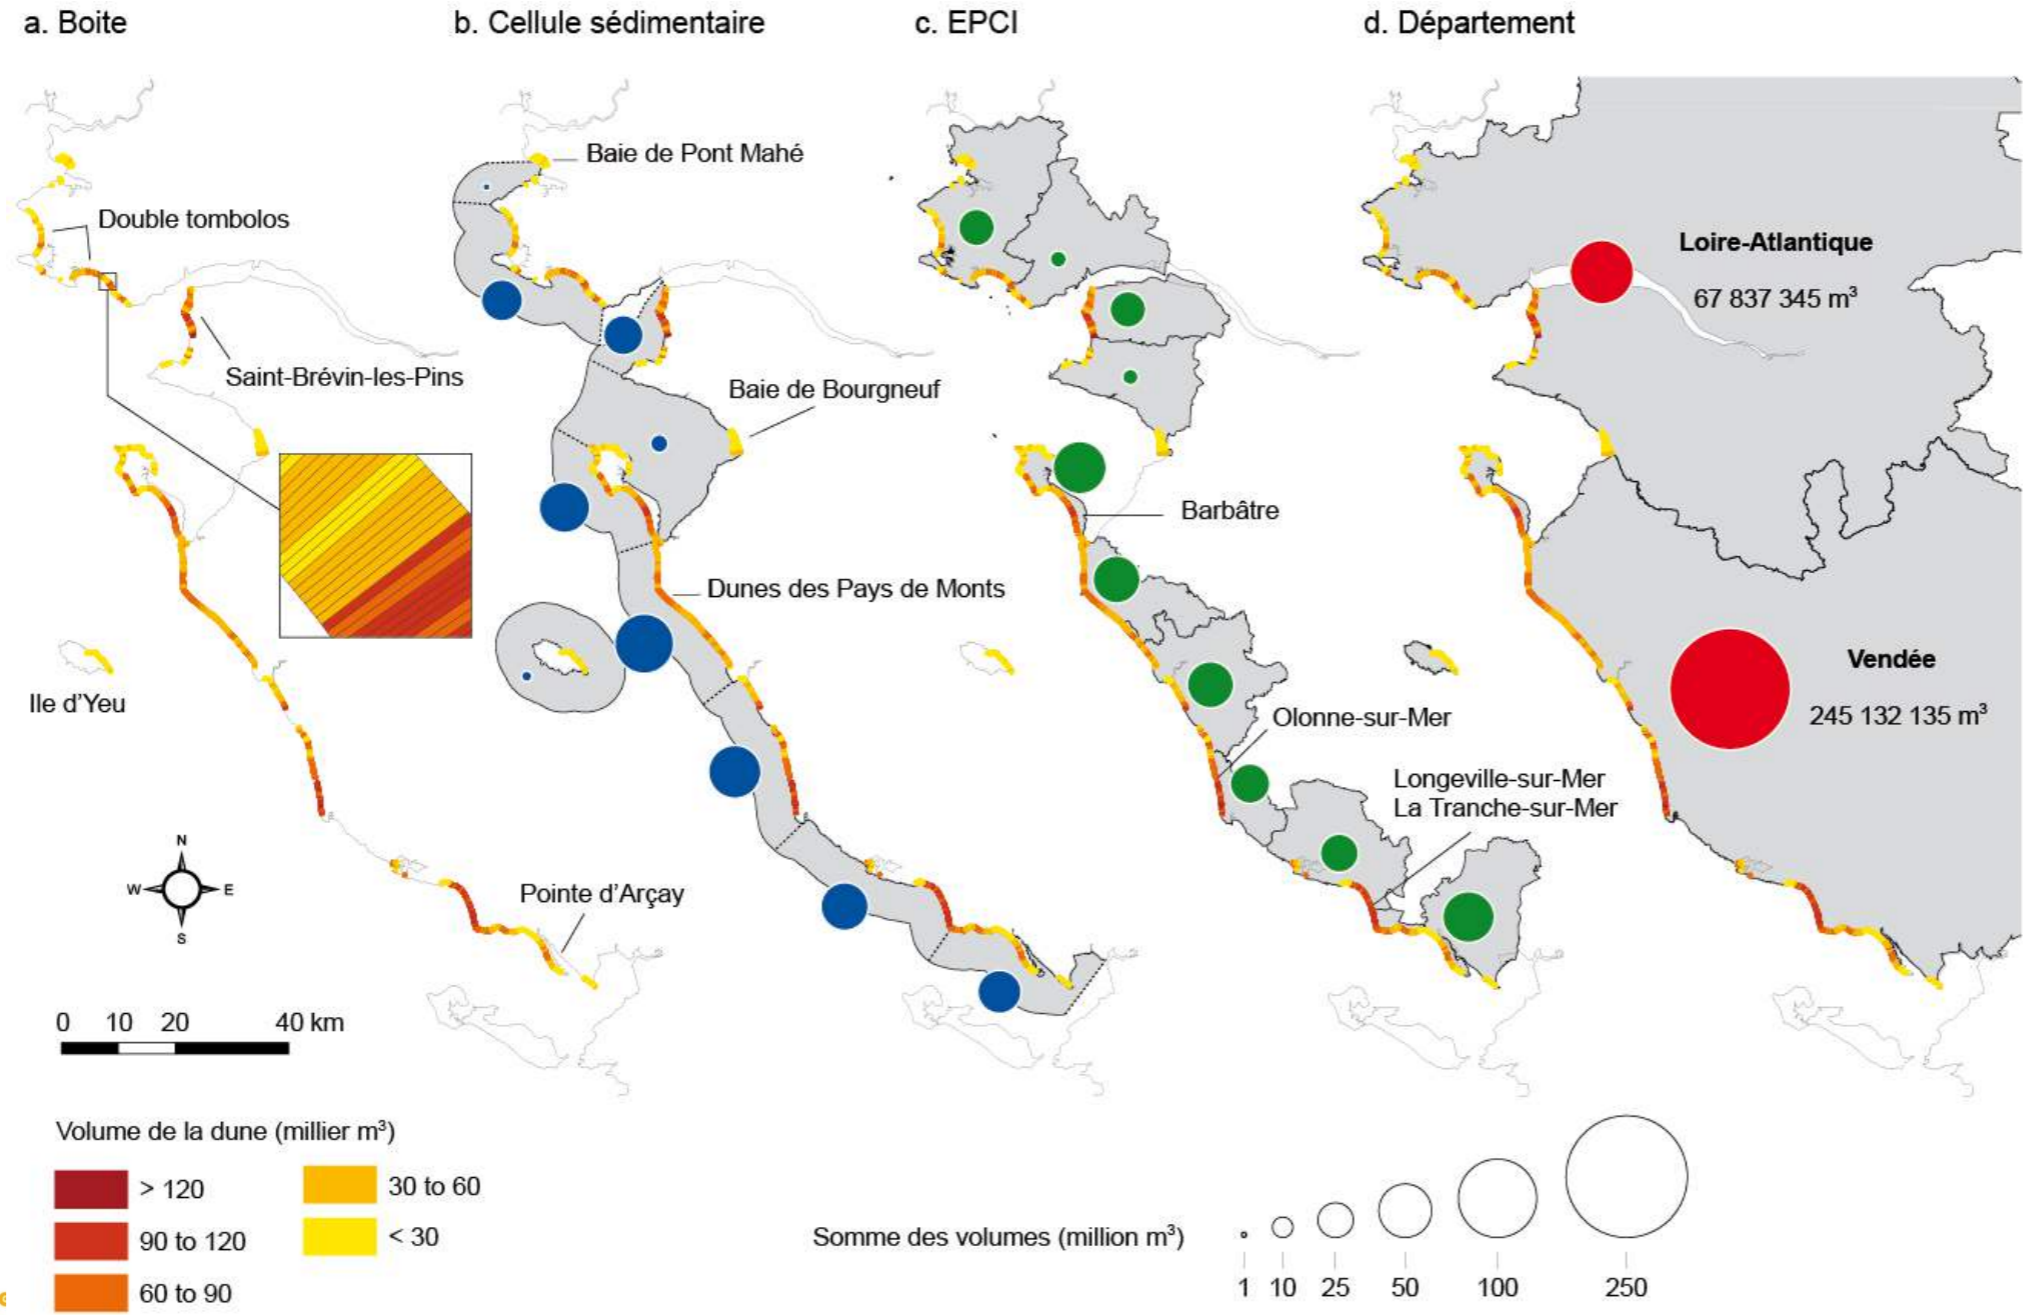 a. Boite
b. Cellule sédimentaire
c. EPCI
d. Département
Baie de Pont Mahé
Double tombolos
Loire-Atlantique
67 837 345 m³
Saint-Brévin-les-Pins
Baie de Bourgneuf
Barbâtre
Dunes des Pays de Monts
Ile d'Yeu
Vendée
245 132 135 m³
Olonne-sur-Mer
Longeville-sur-Mer
La Tranche-sur-Mer
Pointe d'Arçay
N
W E
S
0 10 20 40 km
Volume de la dune (millier m³)
> 120
90 to 120
60 to 90
30 to 60
< 30
Somme des volumes (million m³)
1 10 25 50 100 250